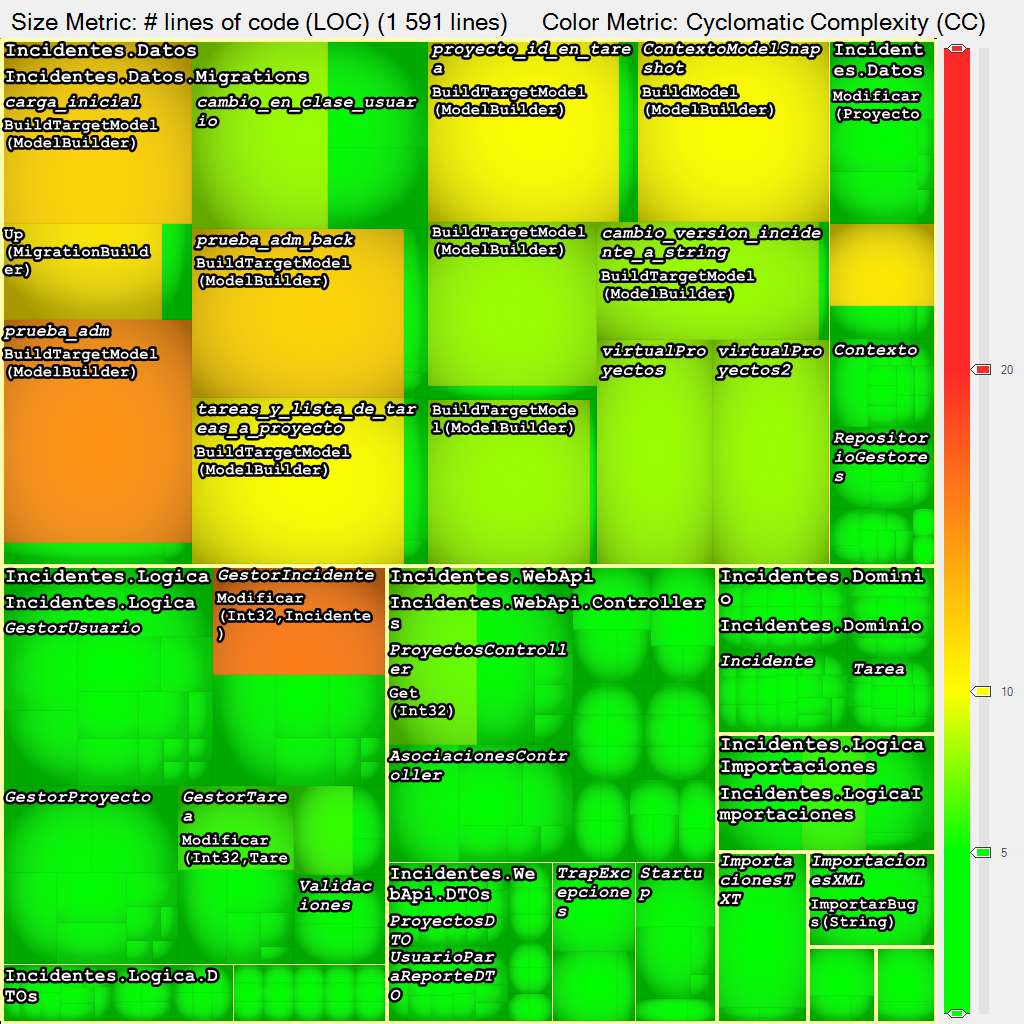 Size Metric: # lines of code (LOC) (1 591 lines)
Color Metric: Cyclomatic Complexity (CC)
Incidentes.Datos
Incidentes.Datos.Migrations
carga_inicial
BuildTargetModel
(ModelBuilder)
cambio_en_clase_usuar
io
proyecto_id_en_tare
a
BuildTargetModel
(ModelBuilder)
ContextoModelSnap
shot
BuildModel
(ModelBuilder)
Incident
es.Datos
Modificar
(Proyecto
Up
(MigrationBuild
er)
prueba_adm_back
BuildTargetModel
(ModelBuilder)
BuildTargetModel
(ModelBuilder)
cambio_version_incide
nte_a_string
BuildTargetModel
(ModelBuilder)
prueba_adm
BuildTargetModel
(ModelBuilder)
virtualPro
yectos
virtualPro
yectos2
Contexto
tareas_y_lista_de_tar
eas_a_proyecto
BuildTargetModel
(ModelBuilder)
BuildTargetMode
l(ModelBuilder)
Repositor
ioGestore
s
20
Incidentes.Logica
Incidentes.Logica
GestorUsuario
GestorIncidente
Modificar
(Int32,Incidente
)
Incidentes.WebApi
Incidentes.WebApi.Controller
s
ProyectosControll
er
Get
(Int32)
Incidentes.Domini
o
Incidentes.Dominio
Incidente
Tarea
10
AsociacionesContr
oller
Incidentes.Logica
Importaciones
Incidentes.LogicaI
mportaciones
GestorProyecto
GestorTare
a
Modificar
(Int32,Tare
Validac
iones
5
Incidentes.We
bApi.DTOs
ProyectosD
TO
UsuarioPar
aReporteDT
O
TrapExc
epcione
s
Startu
p
Importa
cionesT
XT
Importacion
esXML
ImportarBug
s(String)
Incidentes.Logica.D
TOs